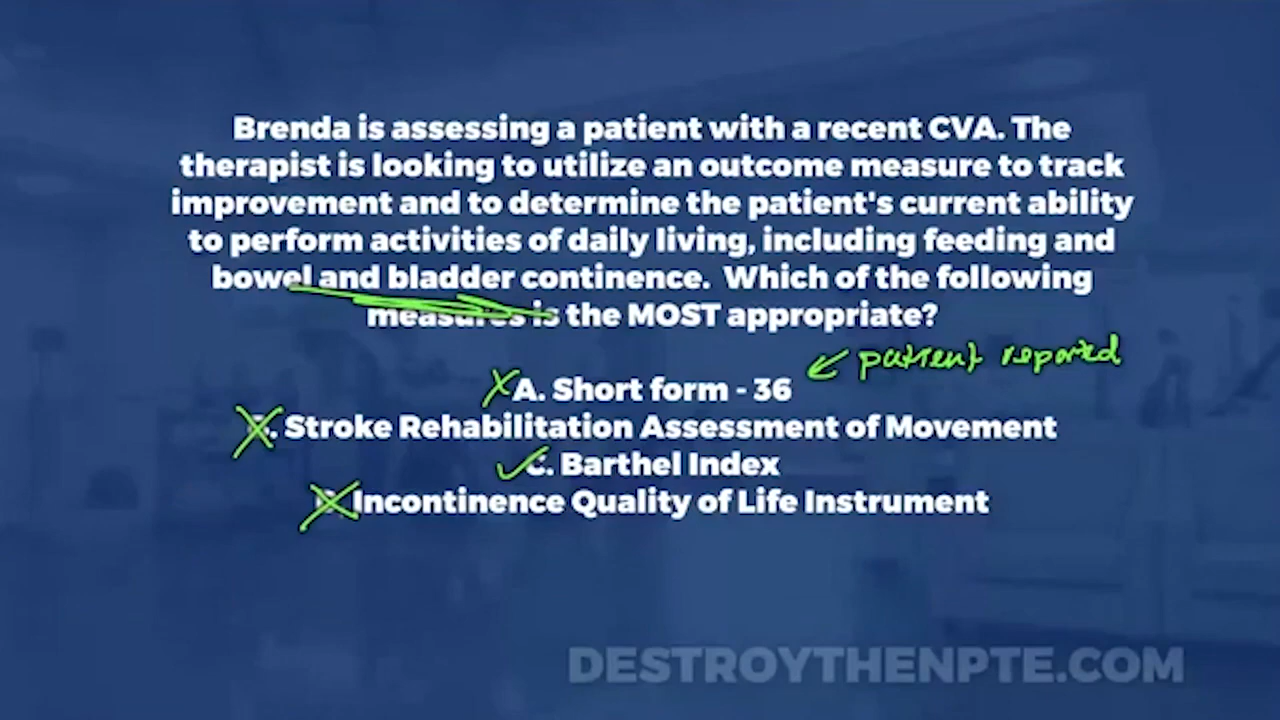 Brenda is assessing a patient with a recent CVA. The
therapist is looking to utilize an outcome measure to track
improvement and to determine the patient's current ability
to perform activities of daily living, including feeding and
bowel and bladder continence. Which of the following
measures is the MOST appropriate?
patient reported
A. Short form - 36
. Stroke Rehabilitation Assessment of Movement
C. Barthel Index
Incontinence Quality of Life Instrument
DESTROYTHENPTE.COM